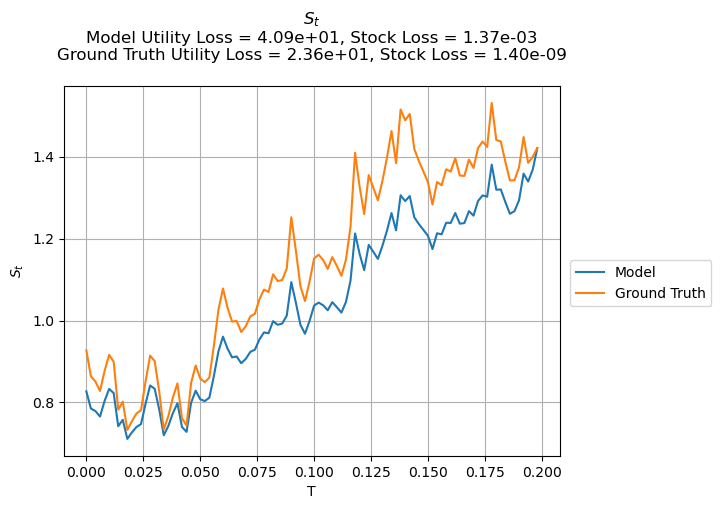 S_t
Model Utility Loss = 4.09e+01, Stock Loss = 1.37e-03
Ground Truth Utility Loss = 2.36e+01, Stock Loss = 1.40e-09
1.4
1.2
1.0
0.8
S_t
0.000 0.025 0.050 0.075 0.100 0.125 0.150 0.175 0.200
T
Model
Ground Truth